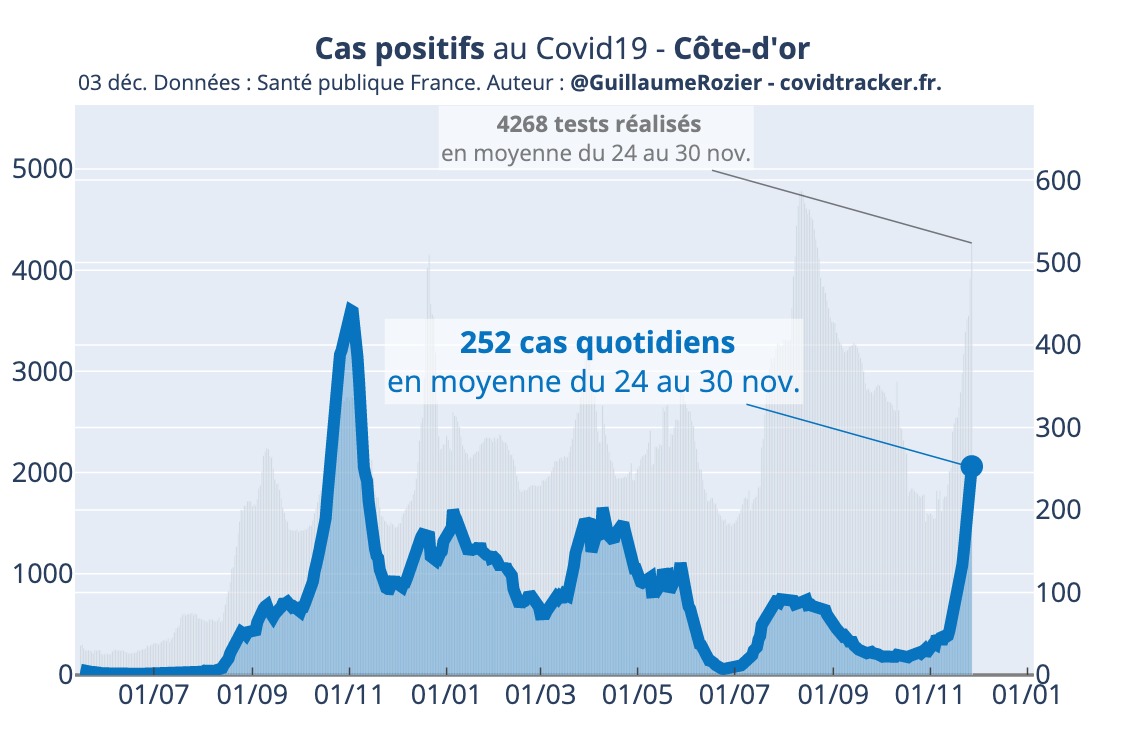 Cas positifs au Covid19 - Côte-d'or
03 déc. Données : Santé publique France. Auteur : @GuillaumeRozier - covidtracker.fr.
4268 tests réalisés
en moyenne du 24 au 30 nov.
252 cas quotidiens
en moyenne du 24 au 30 nov.
5000
4000
3000
2000
1000
0
600
500
400
300
200
100
0
01/07 01/09 01/11 01/01 01/03 01/05 01/07 01/09 01/11 01/01